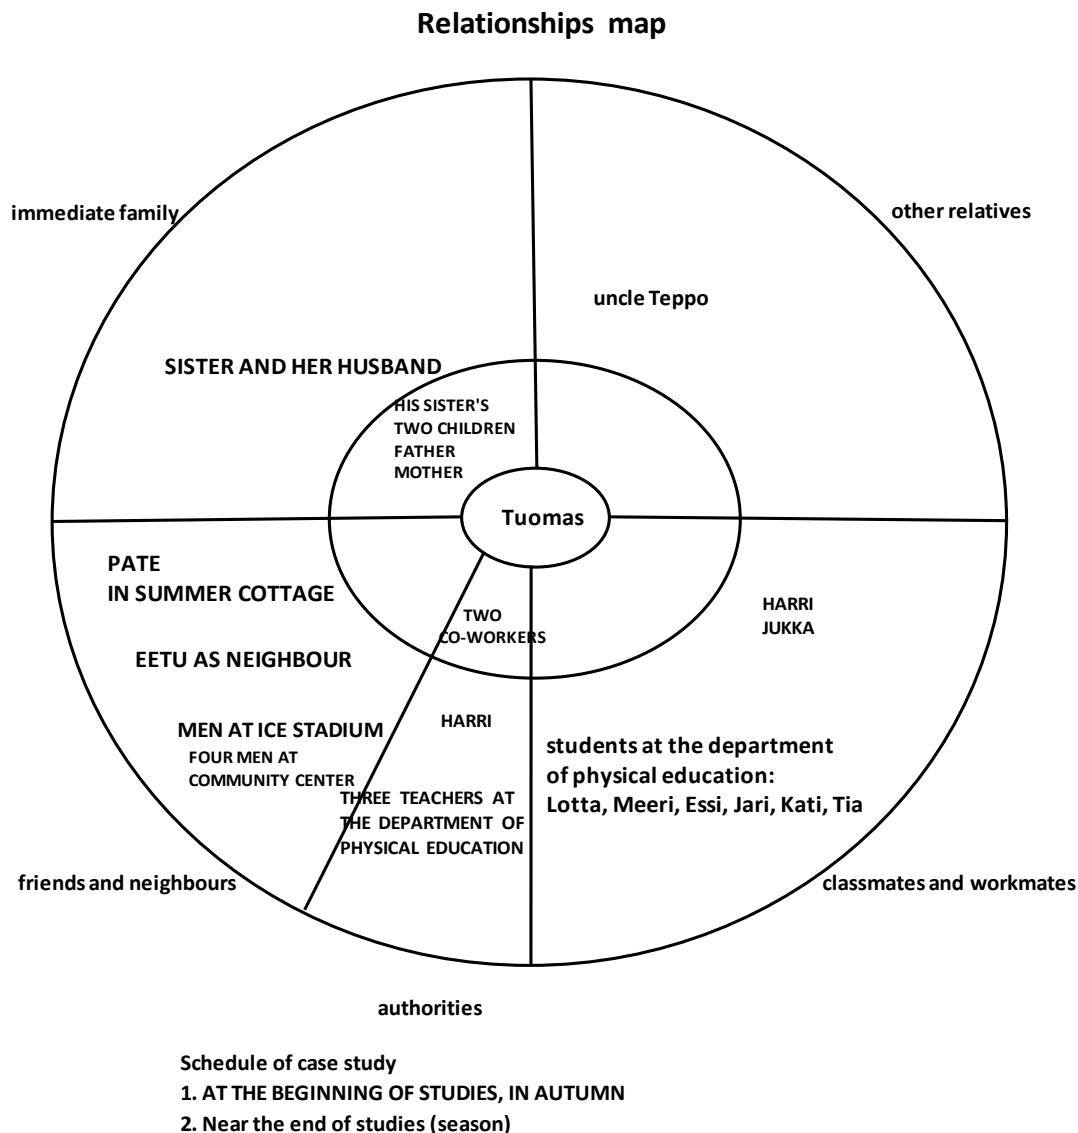 Relationships map
immediate family
other relatives
uncle Teppo
SISTER AND HER HUSBAND
HIS SISTER'S
TWO CHILDREN
FATHER
MOTHER
Tuomas
PATE
IN SUMMER COTTAGE
EETU AS NEIGHBOUR
MEN AT ICE STADIUM
FOUR MEN AT
COMMUNITY CENTER
TWO
CO-WORKERS
HARRI
THREE TEACHERS AT
THE DEPARTMENT OF
PHYSICAL EDUCATION
HARRI
JUKKA
students at the department
of physical education:
Lotta, Meeri, Essi, Jari, Kati, Tia
friends and neighbours
classmates and workmates
authorities
Schedule of case study
1. AT THE BEGINNING OF STUDIES, IN AUTUMN
2. Near the end of studies (season)